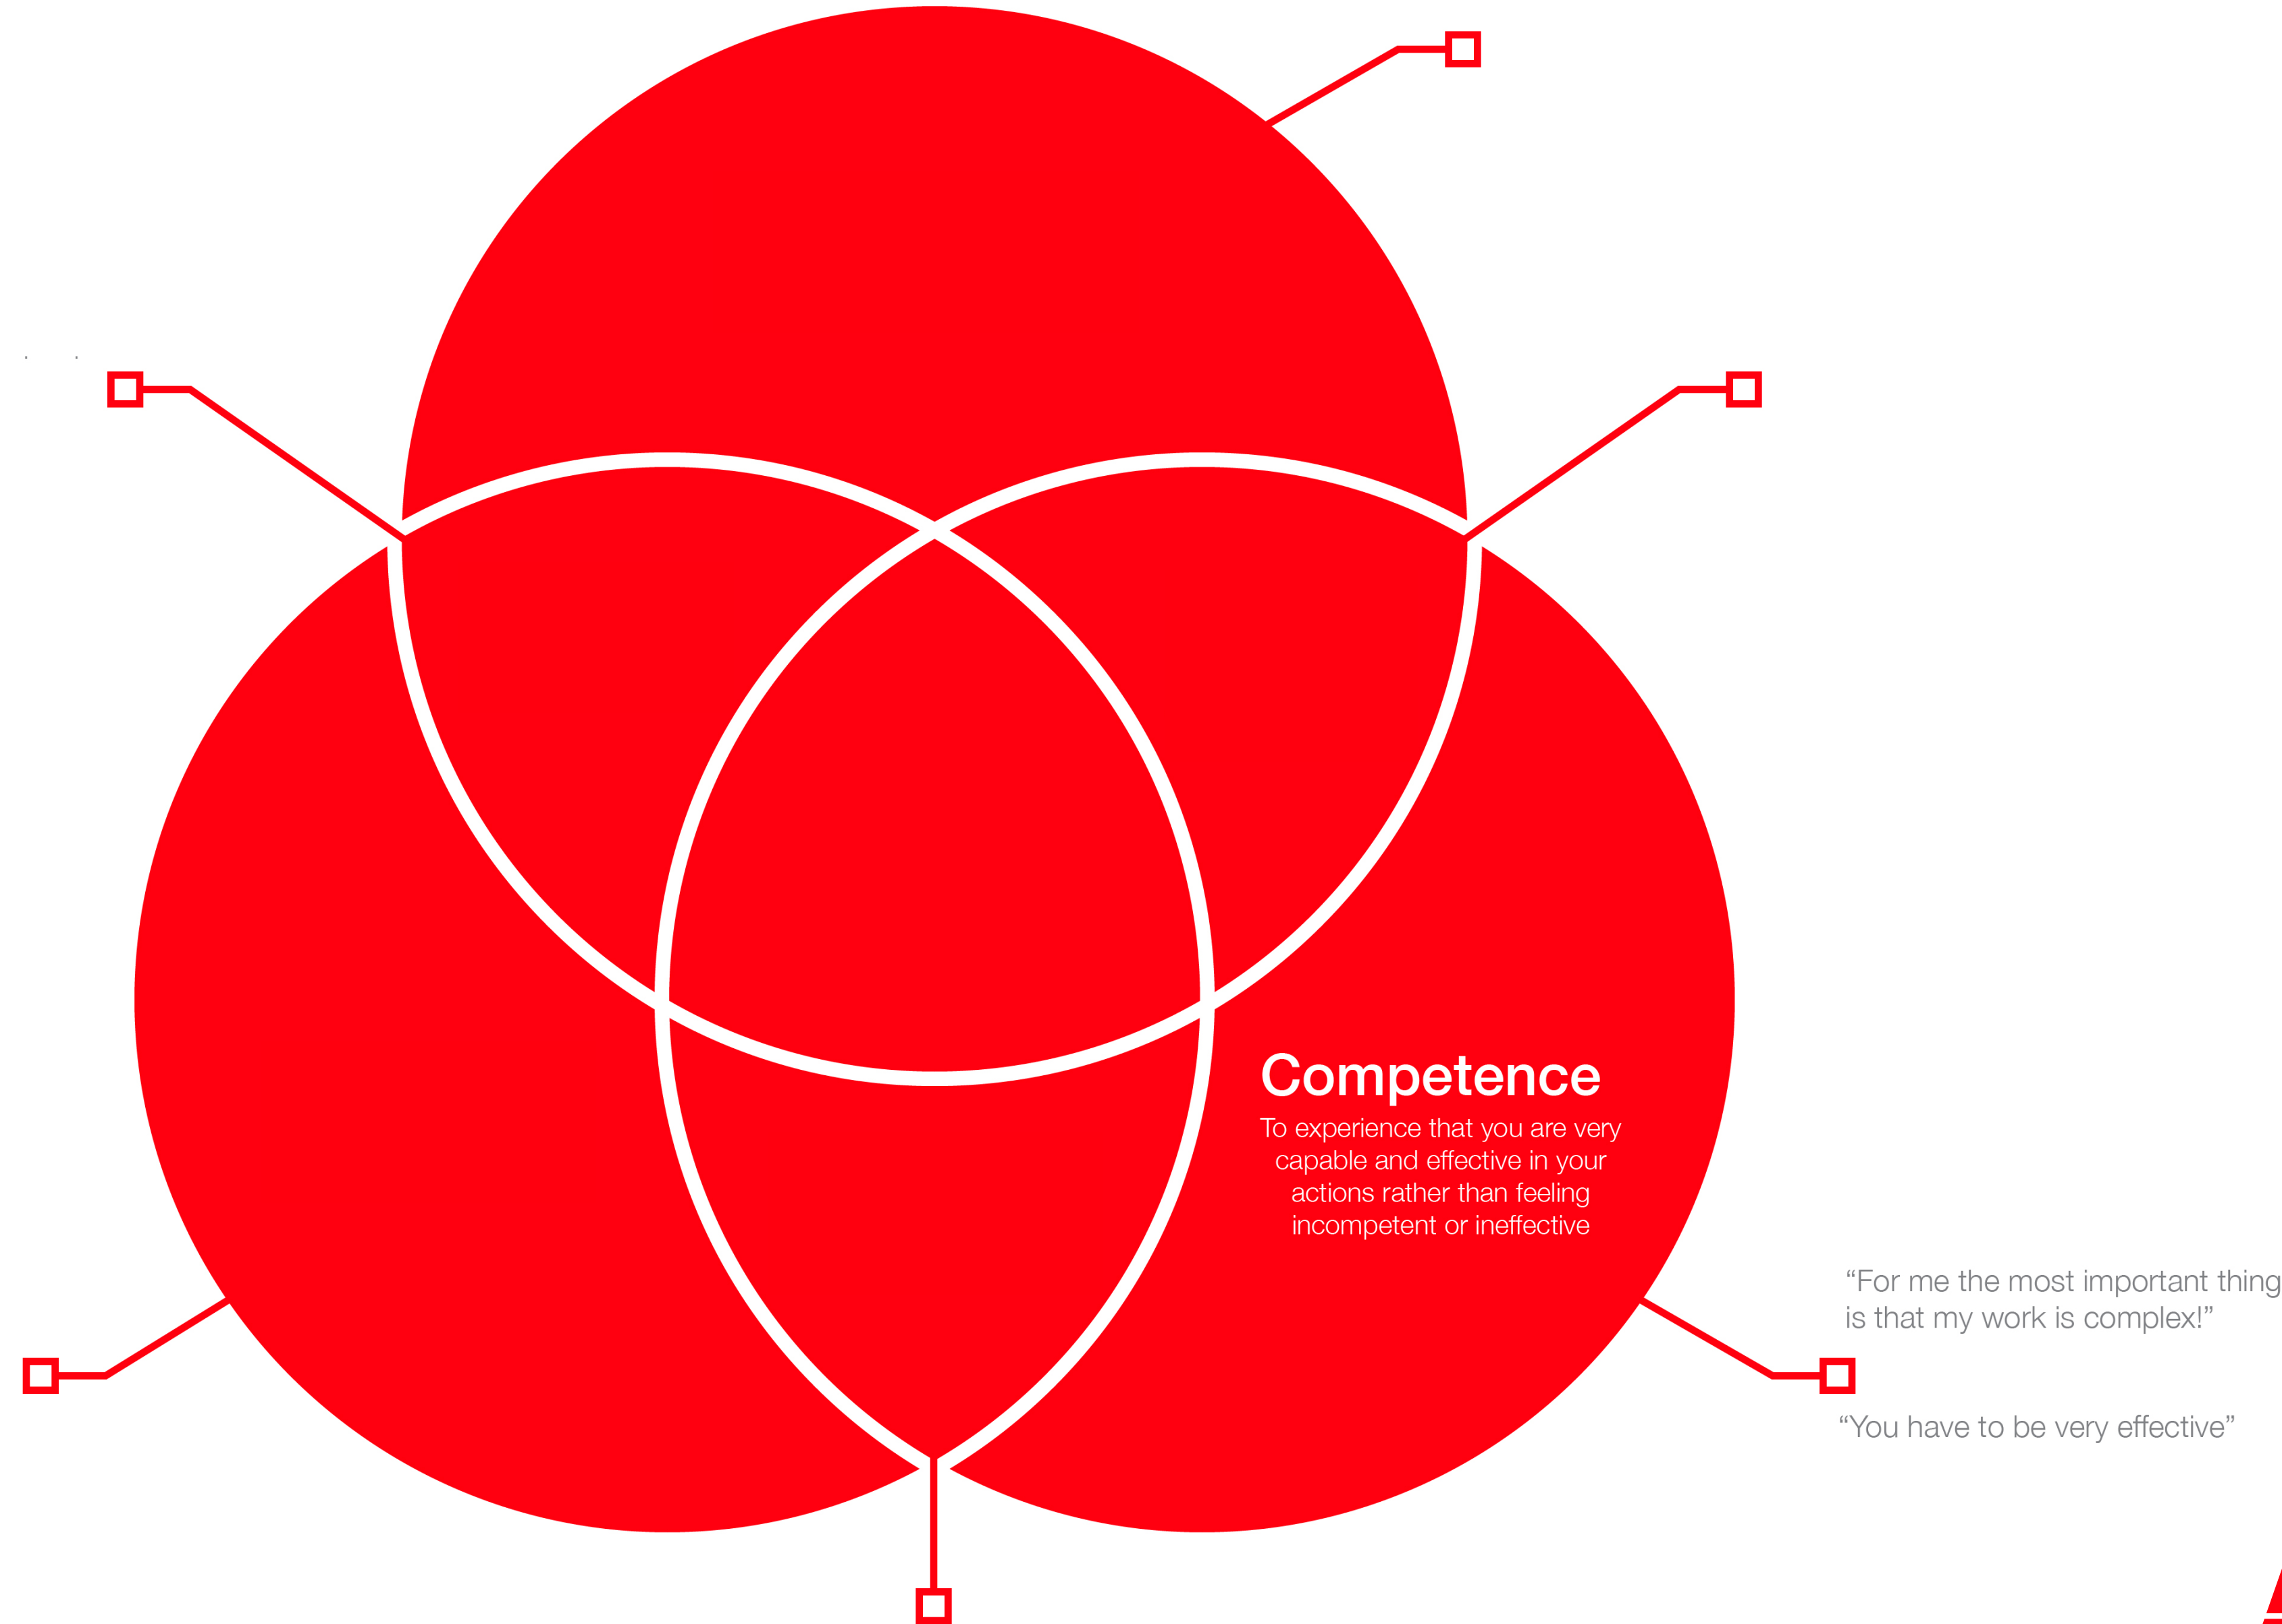 Competence
To experience that you are very
capable and effective in your
actions rather than feeling
incompetent or ineffective
“For me the most important thing
is that my work is complex!”
“You have to be very effective”